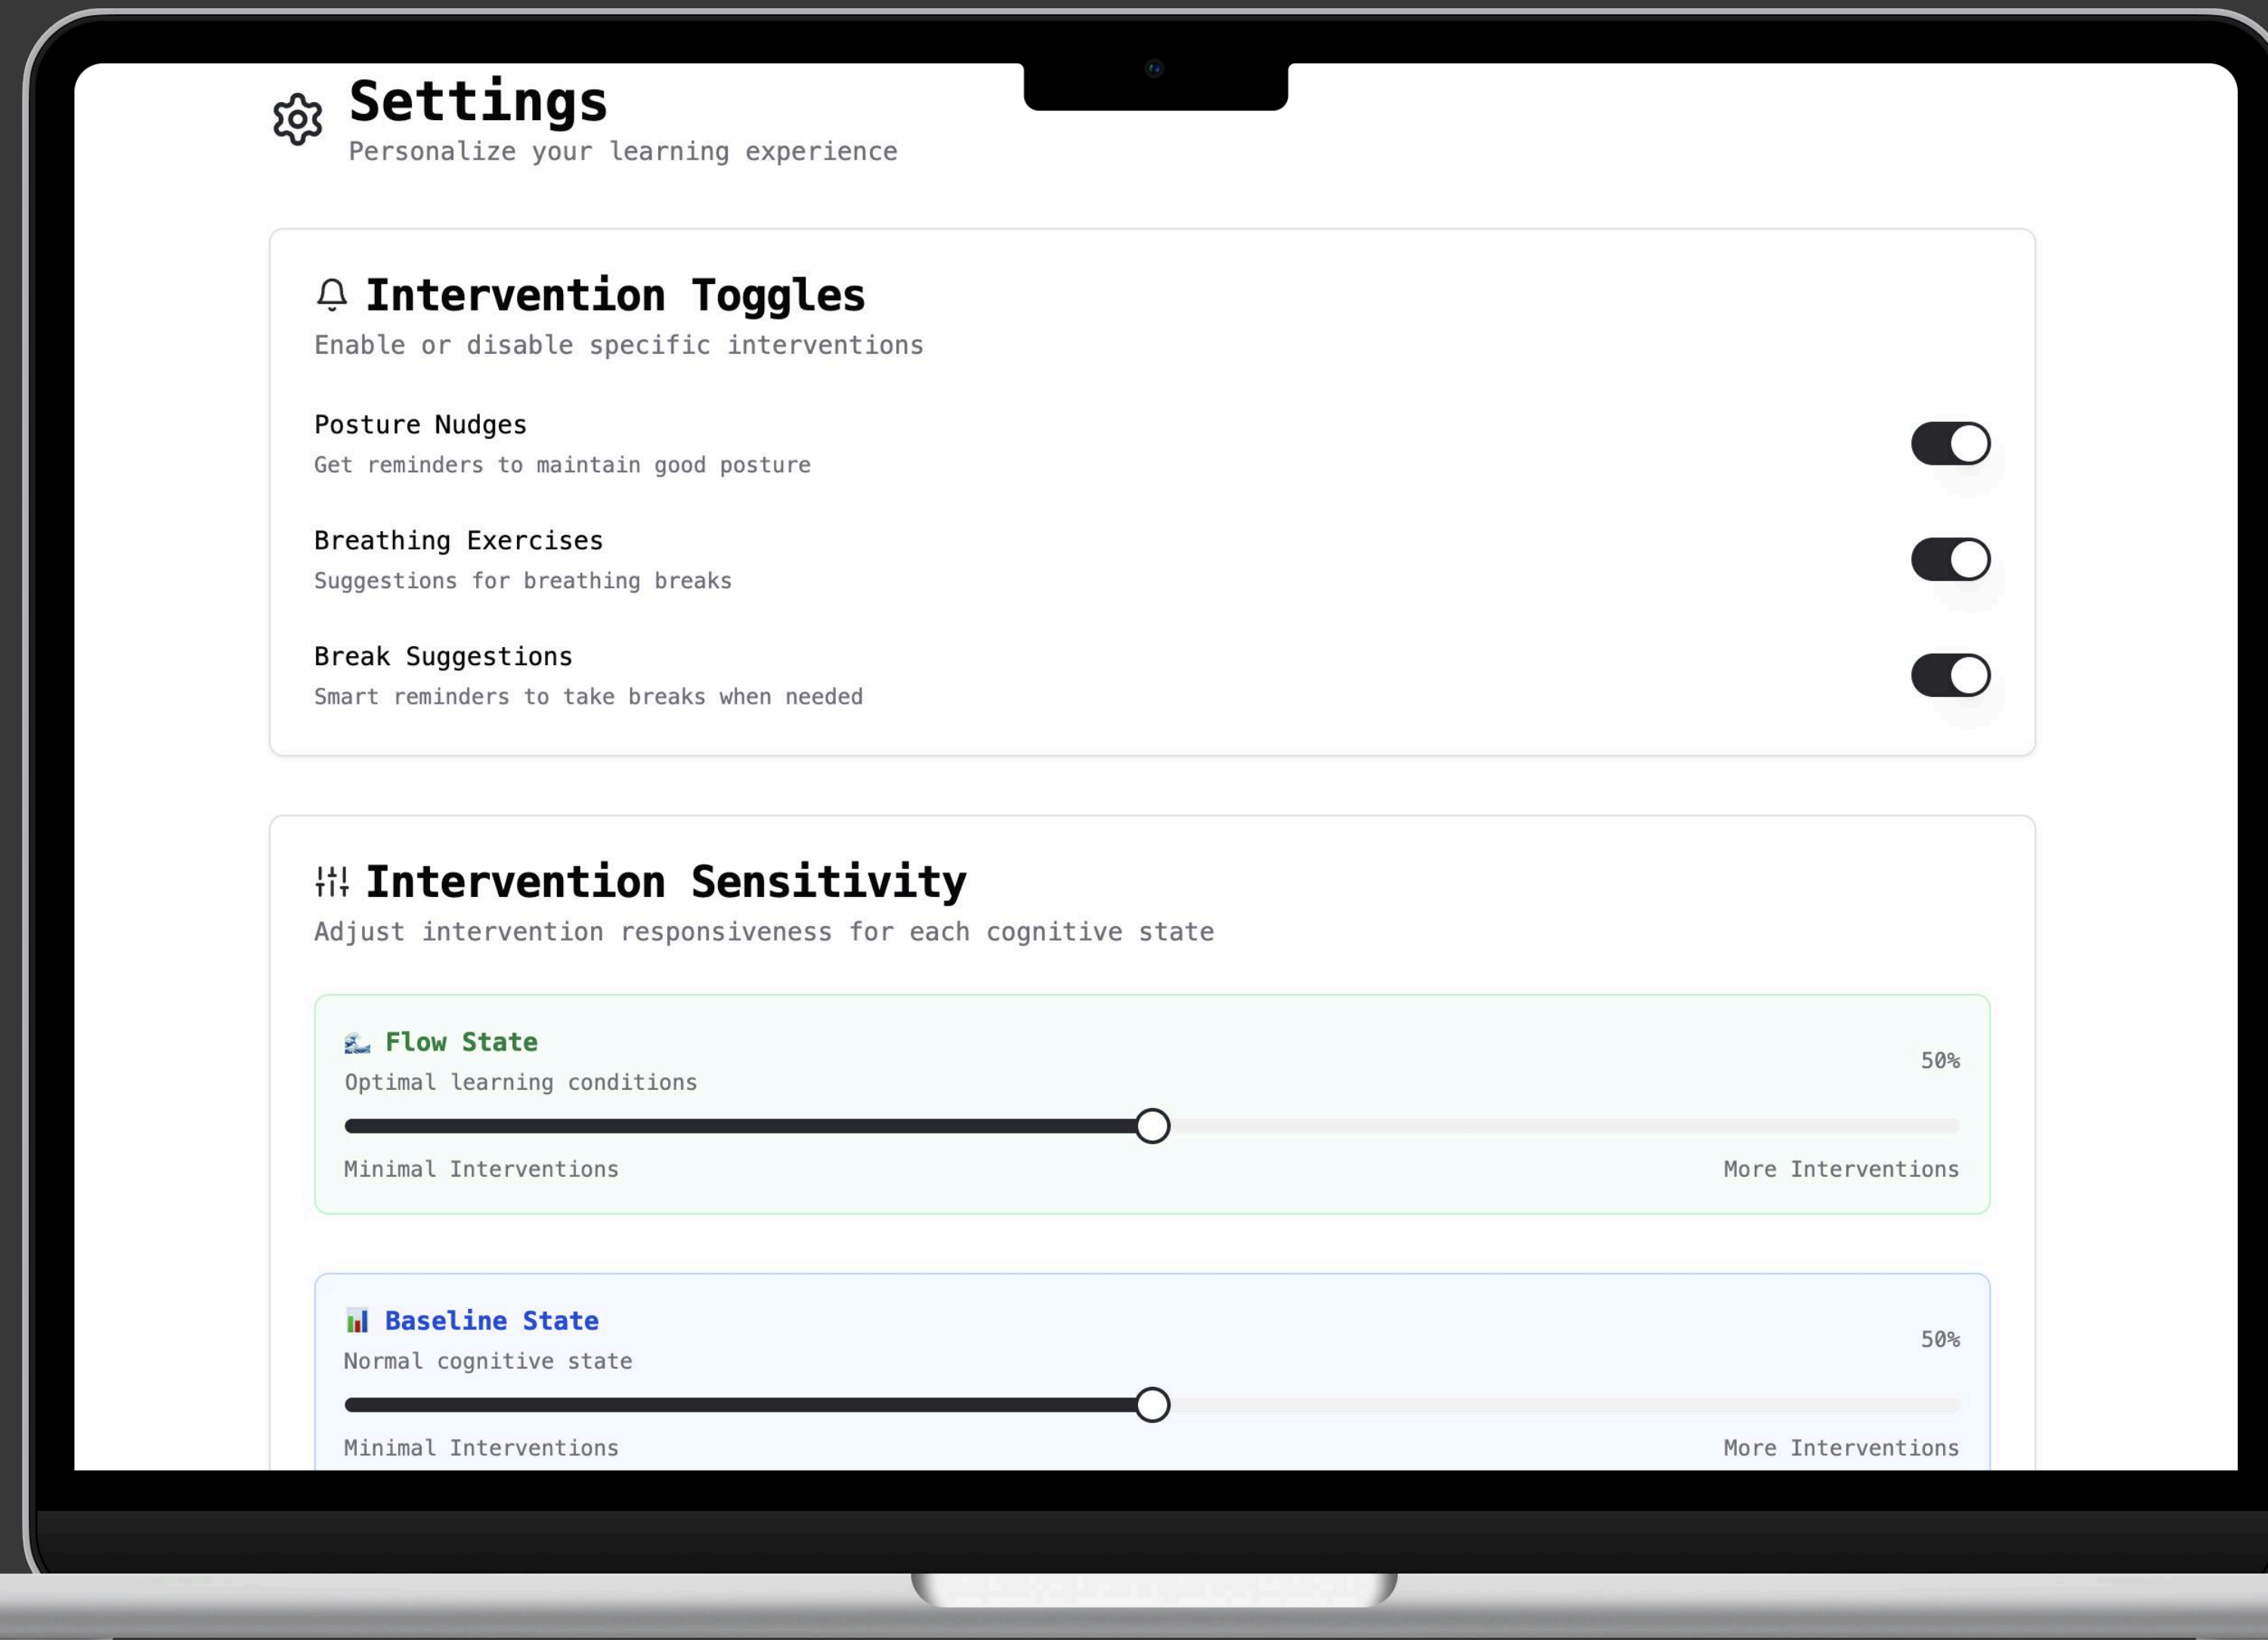 Settings
Personalize your learning experience
Intervention Toggles
Enable or disable specific interventions
Posture Nudges
Get reminders to maintain good posture
Breathing Exercises
Suggestions for breathing breaks
Break Suggestions
Smart reminders to take breaks when needed
Intervention Sensitivity
Adjust intervention responsiveness for each cognitive state
Flow State
50%
Optimal learning conditions
Minimal Interventions More Interventions
Baseline State
50%
Normal cognitive state
Minimal Interventions More Interventions